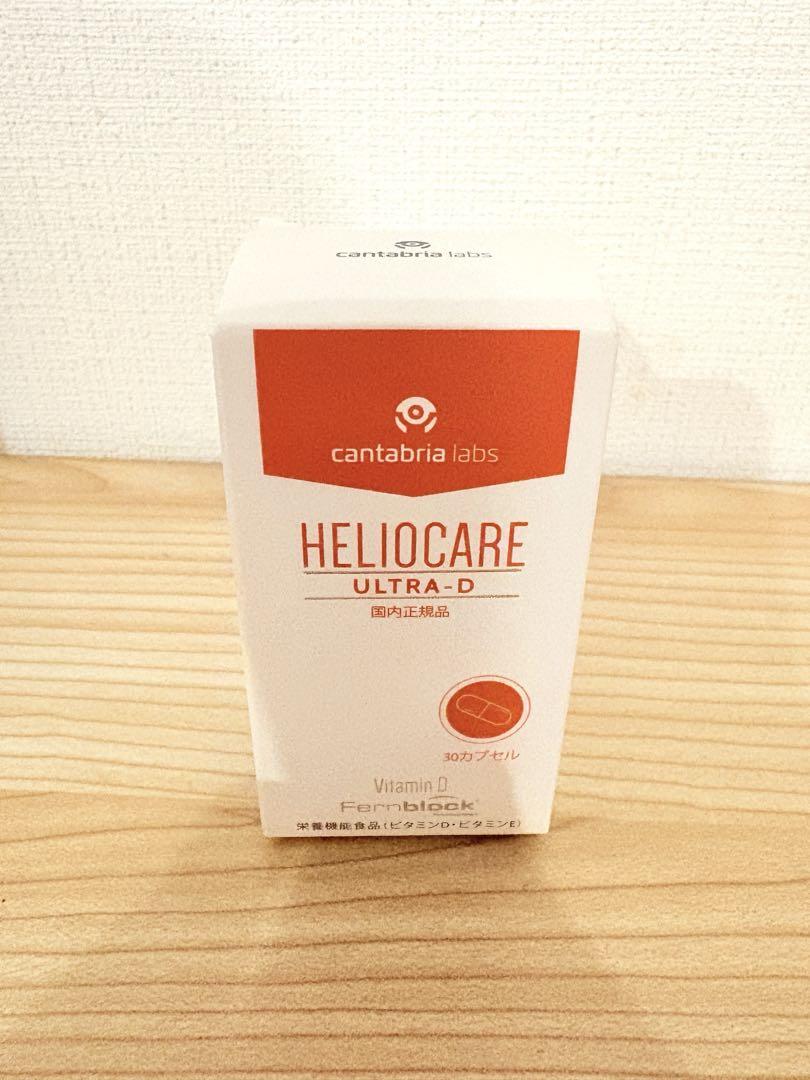 cantabria labs
cantabria labs
HELIOCARE
ULTRA-D
国内正規品
30カプセル
Vitamin D
Fernblock®
栄養機能食品(ビタミンD・ビタミンE)